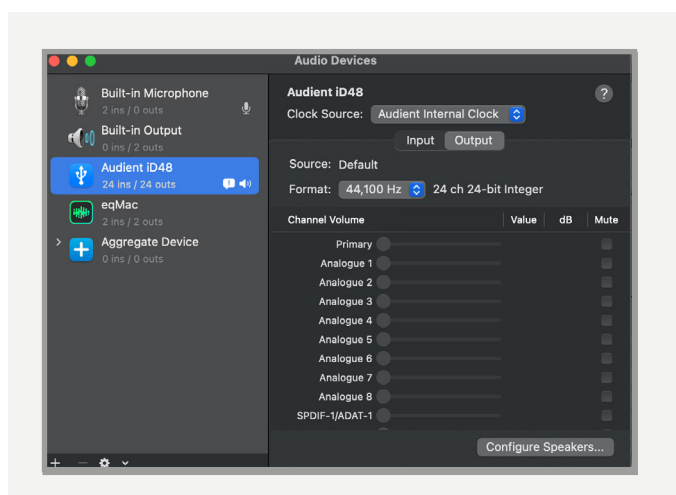 Audio Devices
Built-in Microphone
2 ins / 0 outs
Built-in Output
0 ins / 2 outs
Audient iD48
24 ins / 24 outs
eqMac
2 ins / 2 outs
Aggregate Device
0 ins / 0 outs
Audient iD48
?
Clock Source: Audient Internal Clock
Input Output
Source: Default
Format: 44,100 Hz 24 ch 24-bit Integer
Channel Volume Value dB Mute
Primary
Analogue 1
Analogue 2
Analogue 3
Analogue 4
Analogue 5
Analogue 6
Analogue 7
Analogue 8
SPDIF-1/ADAT-1
Configure Speakers...